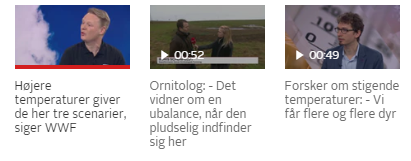 00:52
00:49
Højere
temperaturer giver
de her tre scenarier,
siger WWF
Ornitolog: - Det
vidner om en
ubalance, når den
pludselig indfinder
sig her
Forsker om stigende
temperaturer: - Vi
får flere og flere dyr